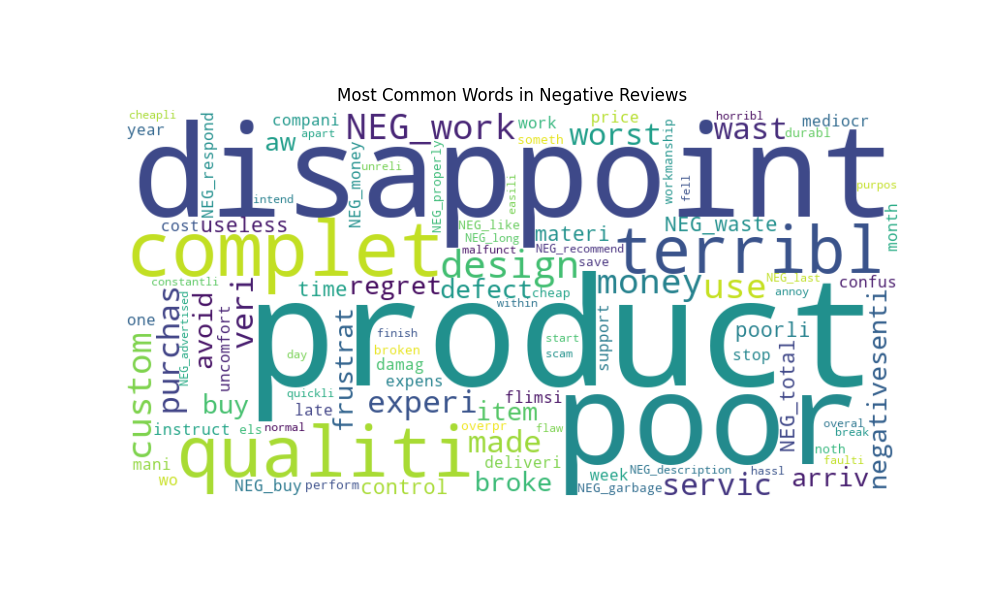 Most Common Words in Negative Reviews
cheapli
year
NEG_respond
compani
aw
apart
NEG_money
NEG_work
unreli
NEG_properly
work
someth
easili
price
worst
workmanship
fell
horribl
wast
durabl
mediocr
purpos
disappoint
intend
cost
useless
NEG_like
NEG_long
materi
NEG_recommend
NEG_waste
month
complet
malfunct
save
terribl
design
constantli
time
regret
defect
cheap
within
money
use
NEG_last
annoy
confus
one
NEG_advertised
purchas
avoid
uncomfort
veri
product
frustrat
finish
broken
damag
expens
start
scam
support
poorli
stop
custom
day
quickli
buy
late
experi
flimsi
item
poor
NEG_total
negativesenti
instruct
els
normal
overpr
flaw
overal
break
qualiti
made
deliveri
noth
faulti
mani
wo
NEG_buy
perform
control
broke
week
NEG_description
NEG_garbage
hassl
servic
arriv